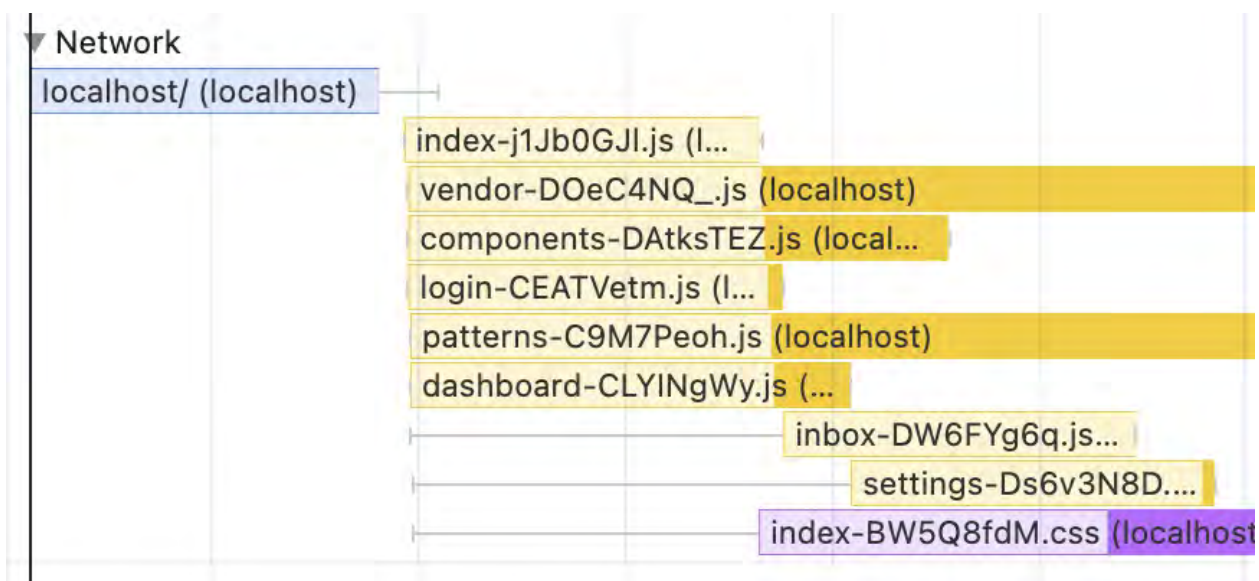 Network
localhost/ (localhost)
index-j1Jb0GJl.js (l...
vendor-DOeC4NQ_.js (localhost)
components-DAtksTEZ.js (local...
login-CEATVetm.js (l...
patterns-C9M7Peoh.js (localhost)
dashboard-CLYINgWy.js (...
inbox-DW6FYg6q.js...
settings-Ds6v3N8D....
index-BW5Q8fdM.css (localhost